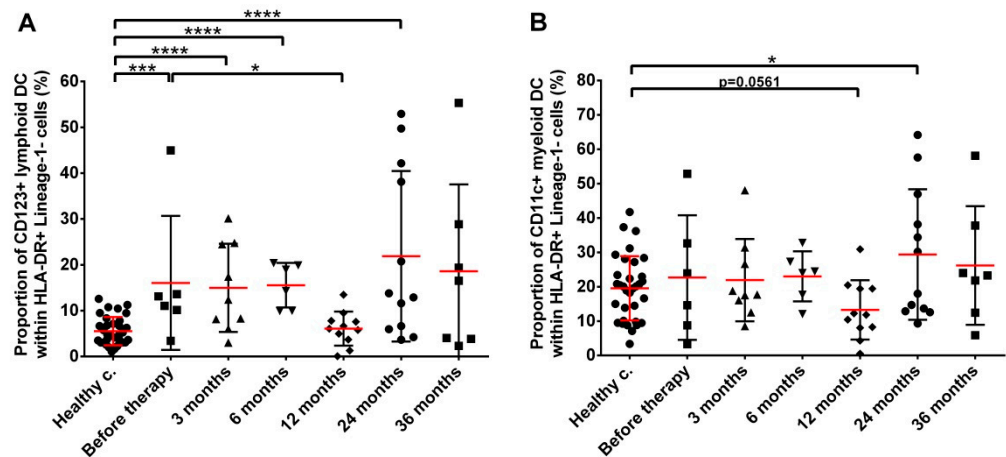 A
****
****
****
***
*
Proportion of CD123+ lymphoid DC
within HLA-DR+ Lineage-1- cells (%)
60
50
40
30
20
10
0
Healthy c.
Before therapy
3 months
6 months
12 months
24 months
36 months
B
*
p=0.0561
Proportion of CD11c+ myeloid DC
within HLA-DR+ Lineage-1- cells (%)
80
70
60
50
40
30
20
10
0
Healthy c.
Before therapy
3 months
6 months
12 months
24 months
36 months